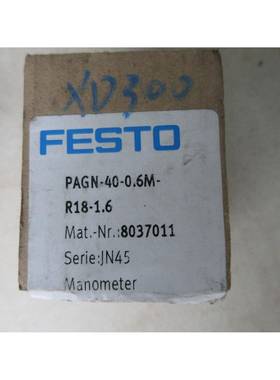 XD300
FESTO
PAGN-40-0.6M-
R18-1.6
Mat.-Nr.:8037011
Serie:JN45
Manometer